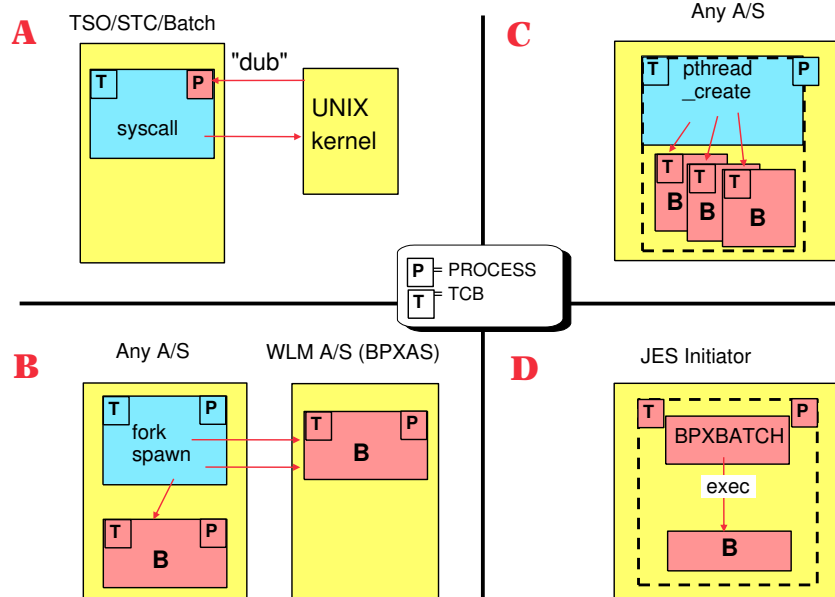 A
TSO/STC/Batch
T
P
"dub"
syscall
UNIX
kernel
C
Any A/S
T
P
pthread
_create
T
T
T
B
B
B
P = PROCESS
T = TCB
B
Any A/S
WLM A/S (BPXAS)
T
P
fork
spawn
T
P
B
T
P
B
D
JES Initiator
T
P
BPXBATCH
exec
B